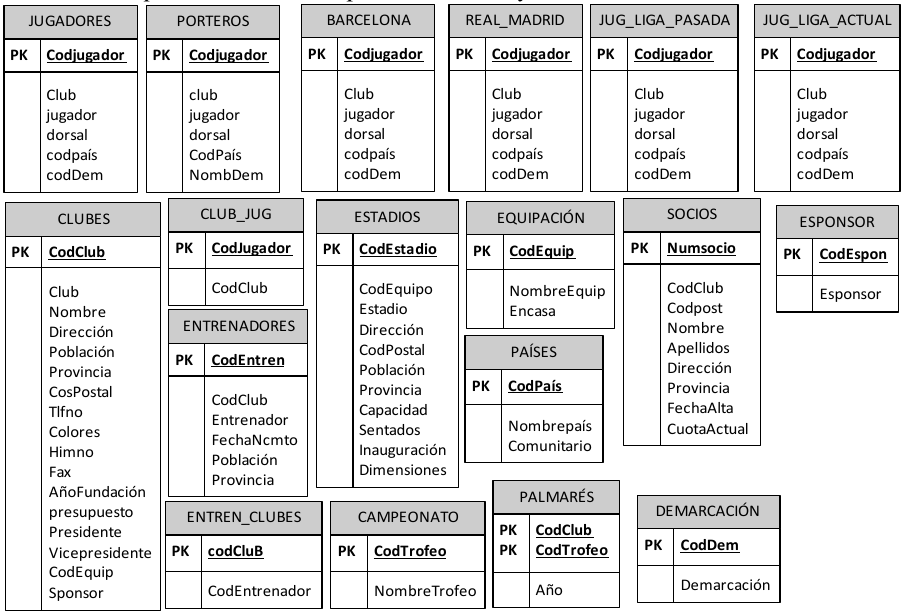 JUGADORES
PK Codjugador
Club
jugador
dorsal
codpaís
codDem
PORTEROS
PK Codjugador
club
jugador
dorsal
CodPaís
NombDem
BARCELONA
PK Codjugador
Club
jugador
dorsal
codpaís
codDem
REAL_MADRID
PK Codjugador
Club
jugador
dorsal
codpaís
codDem
JUG_LIGA_PASADA
PK Codjugador
Club
jugador
dorsal
codpaís
codDem
JUG_LIGA_ACTUAL
PK Codjugador
Club
jugador
dorsal
codpaís
codDem
CLUBES
PK CodClub
Club
Nombre
Dirección
Población
Provincia
CosPostal
Tlfno
Colores
Himno
Fax
AñoFundación
presupuesto
Presidente
Vicepresidente
CodEquip
Sponsor
CLUB_JUG
PK CodJugador
CodClub
ENTRENADORES
PK CodEntren
CodClub
Entrenador
FechaNcmto
Población
Provincia
ESTADIOS
PK CodEstadio
CodEquipo
Estadio
Dirección
CodPostal
Población
Provincia
Capacidad
Sentados
Inauguración
Dimensiones
EQUIPACIÓN
PK CodEquip
NombreEquip
Encasa
PAÍSES
PK CodPaís
Nombrepaís
Comunitario
SOCIOS
PK Numsocio
CodClub
Codpost
Nombre
Apellidos
Dirección
Provincia
FechaAlta
CuotaActual
ESPONSOR
PK CodEspon
Esponsor
ENTREN_CLUBES
PK codCluB
CodEntrenador
CAMPEONATO
PK CodTrofeo
NombreTrofeo
PALMARÉS
PK CodClub
PK CodTrofeo
Año
DEMARCACIÓN
PK CodDem
Demarcación